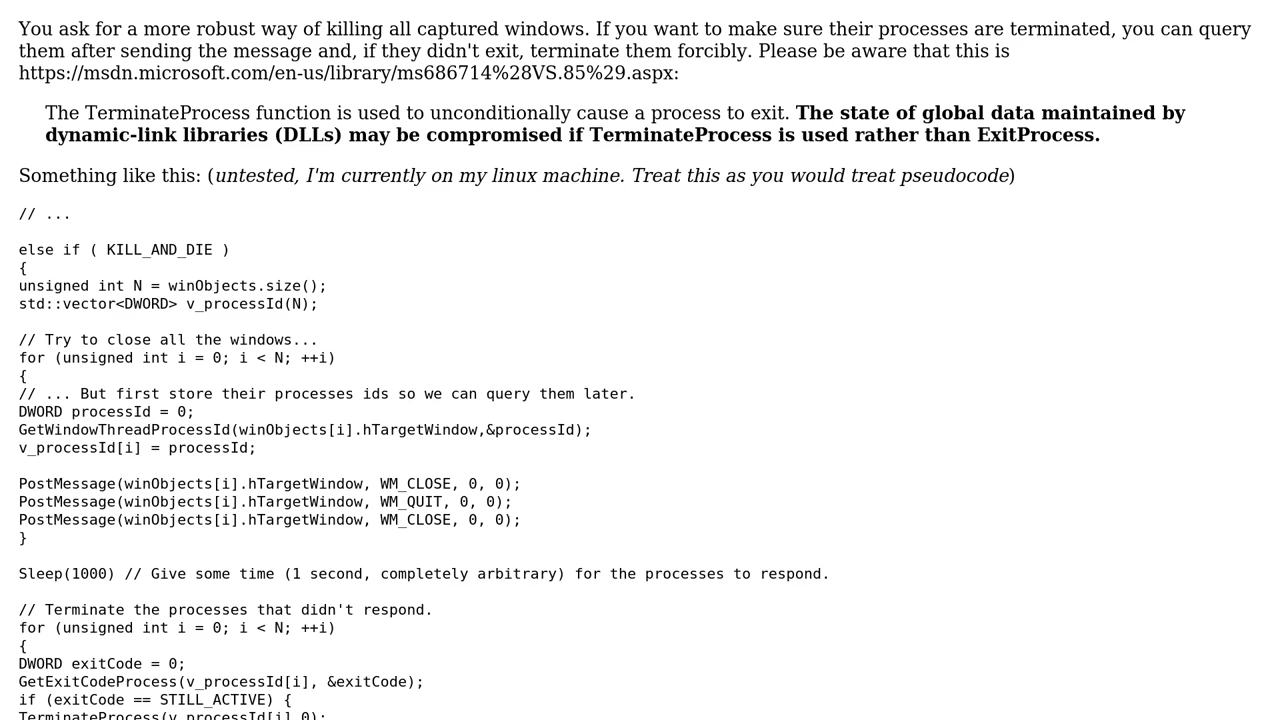 You ask for a more robust way of killing all captured windows. If you want to make sure their processes are terminated, you can query
them after sending the message and, if they didn't exit, terminate them forcibly. Please be aware that this is
https://msdn.microsoft.com/en-us/library/ms686714%28VS.85%29.aspx:
The TerminateProcess function is used to unconditionally cause a process to exit. The state of global data maintained by
dynamic-link libraries (DLLs) may be compromised if TerminateProcess is used rather than ExitProcess.
Something like this: (untested, I'm currently on my linux machine. Treat this as you would treat pseudocode)
// ...
else if ( KILL_AND_DIE )
{
unsigned int N = winObjects.size();
std::vector<DWORD> v_processId(N);
// Try to close all the windows...
for (unsigned int i = 0; i < N; ++i)
{
// ... But first store their processes ids so we can query them later.
DWORD processId = 0;
GetWindowThreadProcessId(winObjects[i].hTargetWindow,&processId);
v_processId[i] = processId;
PostMessage(winObjects[i].hTargetWindow, WM_CLOSE, 0, 0);
PostMessage(winObjects[i].hTargetWindow, WM_QUIT, 0, 0);
PostMessage(winObjects[i].hTargetWindow, WM_CLOSE, 0, 0);
}
Sleep(1000) // Give some time (1 second, completely arbitrary) for the processes to respond.
// Terminate the processes that didn't respond.
for (unsigned int i = 0; i < N; ++i)
{
DWORD exitCode = 0;
GetExitCodeProcess(v_processId[i], &exitCode);
if (exitCode == STILL_ACTIVE) {
TerminateProcess(v_processId[i],0);